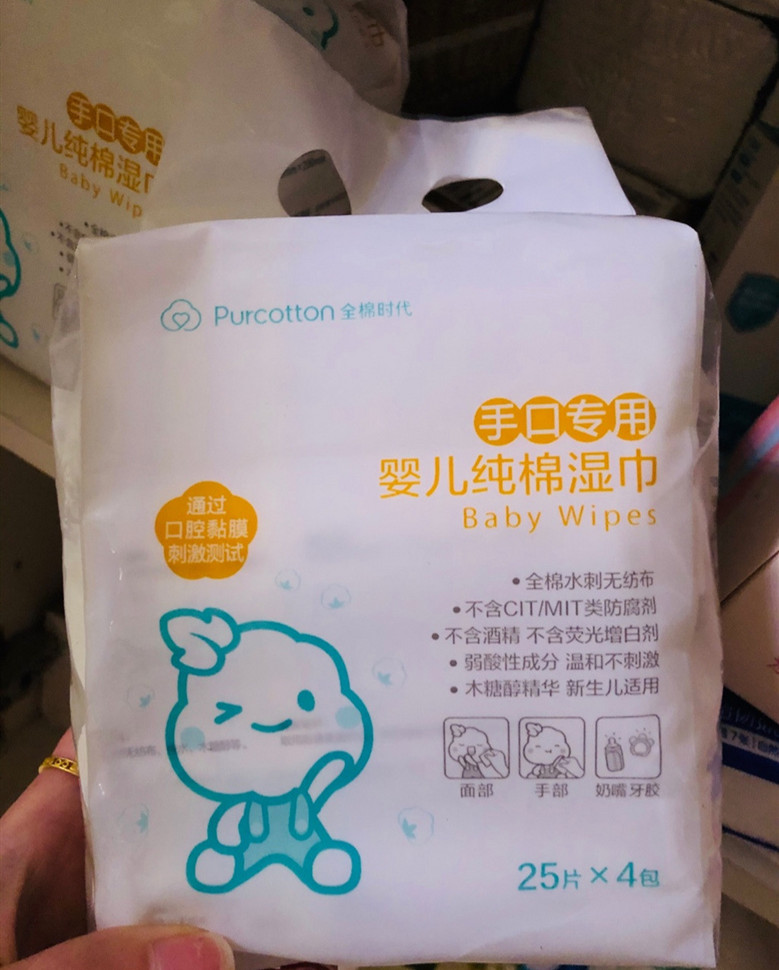 手口专用
婴儿纯棉湿巾
Baby Wip
Purcotton 全棉时代
手口专用
婴儿纯棉湿巾
Baby Wipes
通过
口腔黏膜
刺激测试
•全棉水刺无纺布
•不含CIT/MIT类防腐剂
•不含酒精 不含荧光增白剂
•弱酸性成分 温和不刺激
•木糖醇精华 新生儿适用
面部
手部
奶嘴牙胶
25片×4包